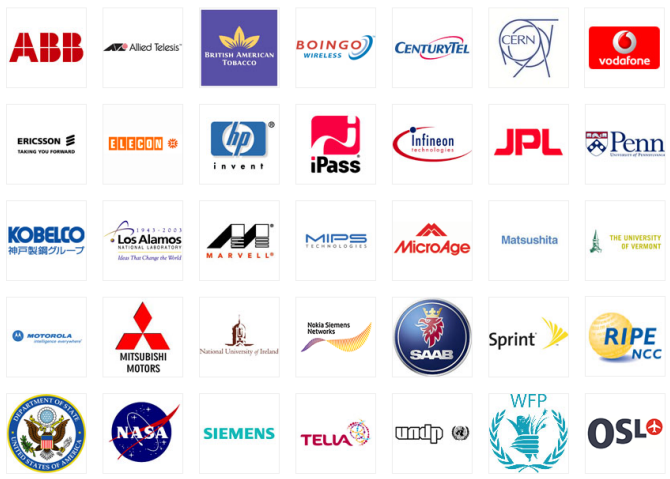 ABB
Allied Telesis
BRITISH AMERICAN
TOBACCO
BOINGO
WIRELESS
CENTURYTEL
CERN
vodafone
ERICSSON
TAKING YOU FORWARD
ELECON
hp
®
invent
iPass
Infineon
technologies
JPL
Penn
UNIVERSITY of PENNSYLVANIA
KOBELCO
神戸製鋼グループ
1943-2003
Los Alamos
NATIONAL LABORATORY
Ideas That Change the World
MARVELL®
MIPS
TECHNOLOGIES
MicroAge
Matsushita
THE UNIVERSITY
OF VERMONT
MOTOROLA
intelligence everywhere
MITSUBISHI
MOTORS
National University of Ireland
Nokia Siemens
Networks
SAAB
Sprint
RIPE
NCC
DEPARTMENT OF STATE
UNITED STATES OF AMERICA
NASA
SIEMENS
TELIA
undp
WFP
OSL